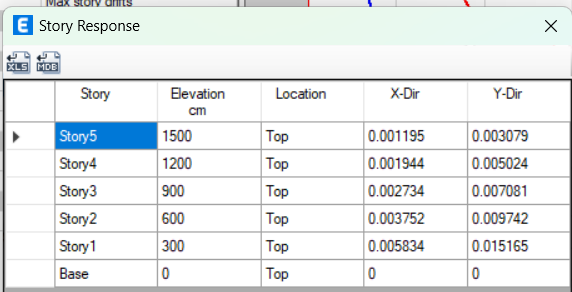 Max story drifts
E Story Response
XLS MDB
Story Elevation cm Location X-Dir Y-Dir
Story5 1500 Top 0.001195 0.003079
Story4 1200 Top 0.001944 0.005024
Story3 900 Top 0.002734 0.007081
Story2 600 Top 0.003752 0.009742
Story1 300 Top 0.005834 0.015165
Base 0 Top 0 0